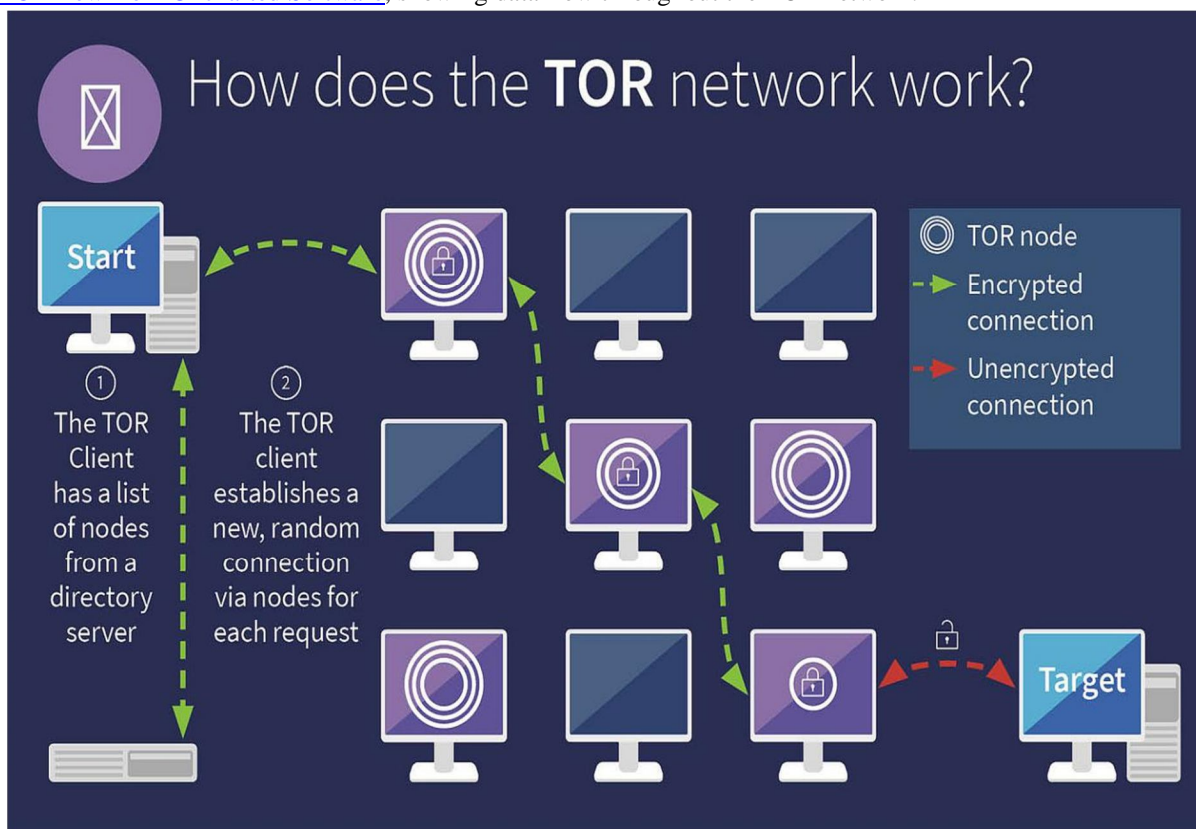 How does the TOR network work?
Start
TOR node
Encrypted
connection
Unencrypted
connection
1
The TOR
Client
has a list
of nodes
from a
directory
server
2
The TOR
client
establishes a
new, random
connection
via nodes for
each request
Target